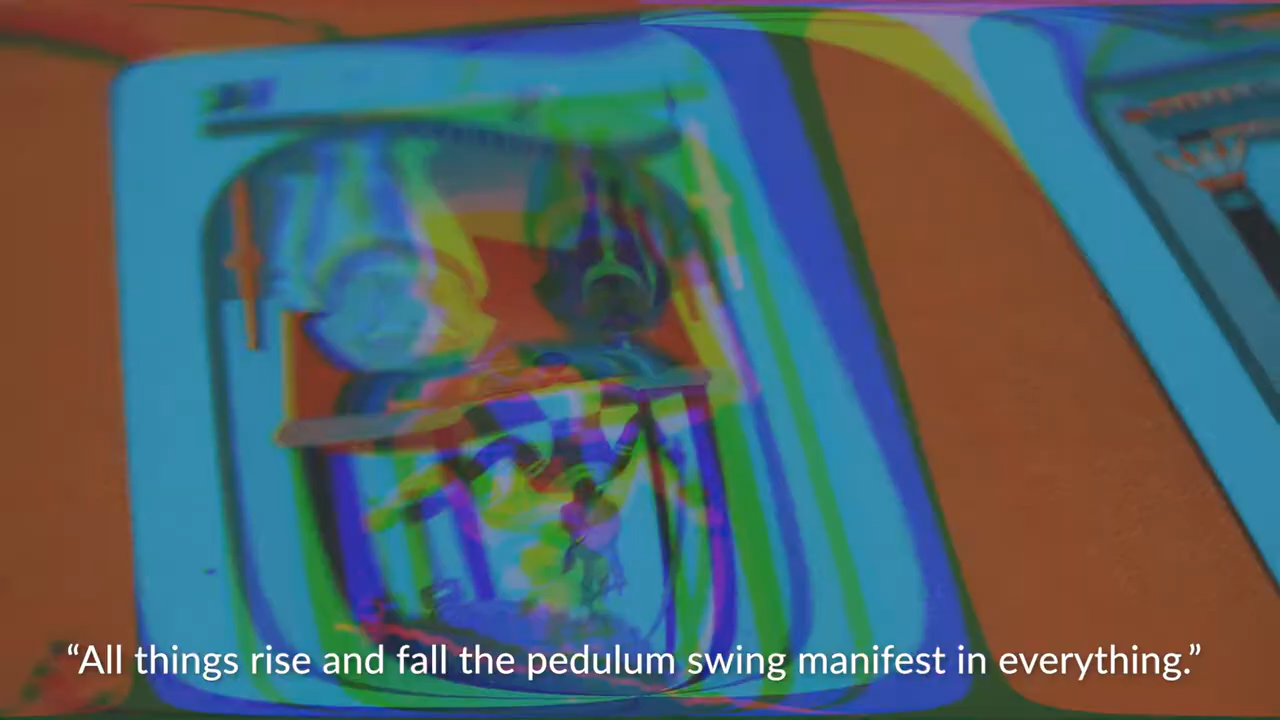 “All things rise and fall the pedulum swing manifest in everything.”